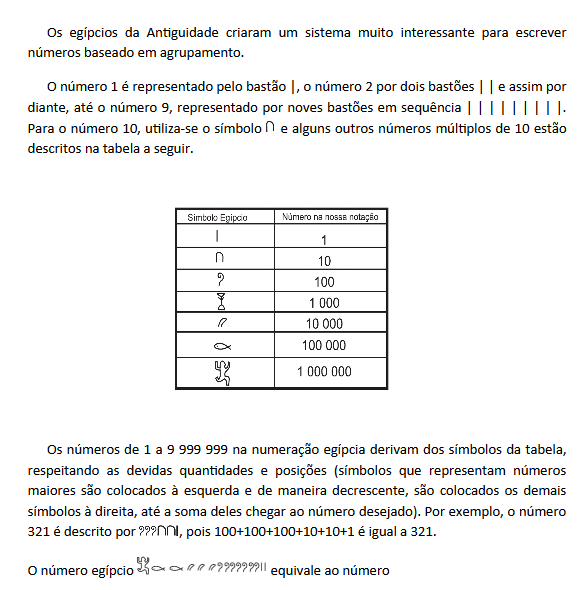 Os egípcios da Antiguidade criaram um sistema muito interessante para escrever
números baseado em agrupamento.
O número 1 é representado pelo bastão |, o número 2 por dois bastões | | e assim por
diante, até o número 9, representado por noves bastões em sequência | | | | | | | | |.
Para o número 10, utiliza-se o símbolo ∩ e alguns outros números múltiplos de 10 estão
descritos na tabela a seguir.
Símbolo Egípcio Número na nossa notação
| 1
∩ 10
100
1 000
10 000
100 000
1 000 000
Os números de 1 a 9 999 999 na numeração egípcia derivam dos símbolos da tabela,
respeitando as devidas quantidades e posições (símbolos que representam números
maiores são colocados à esquerda e de maneira decrescente, são colocados os demais
símbolos à direita, até a soma deles chegar ao número desejado). Por exemplo, o número
321 é descrito por ???∩∩|, pois 100+100+100+10+10+1 é igual a 321.
O número egípcio equivale ao número